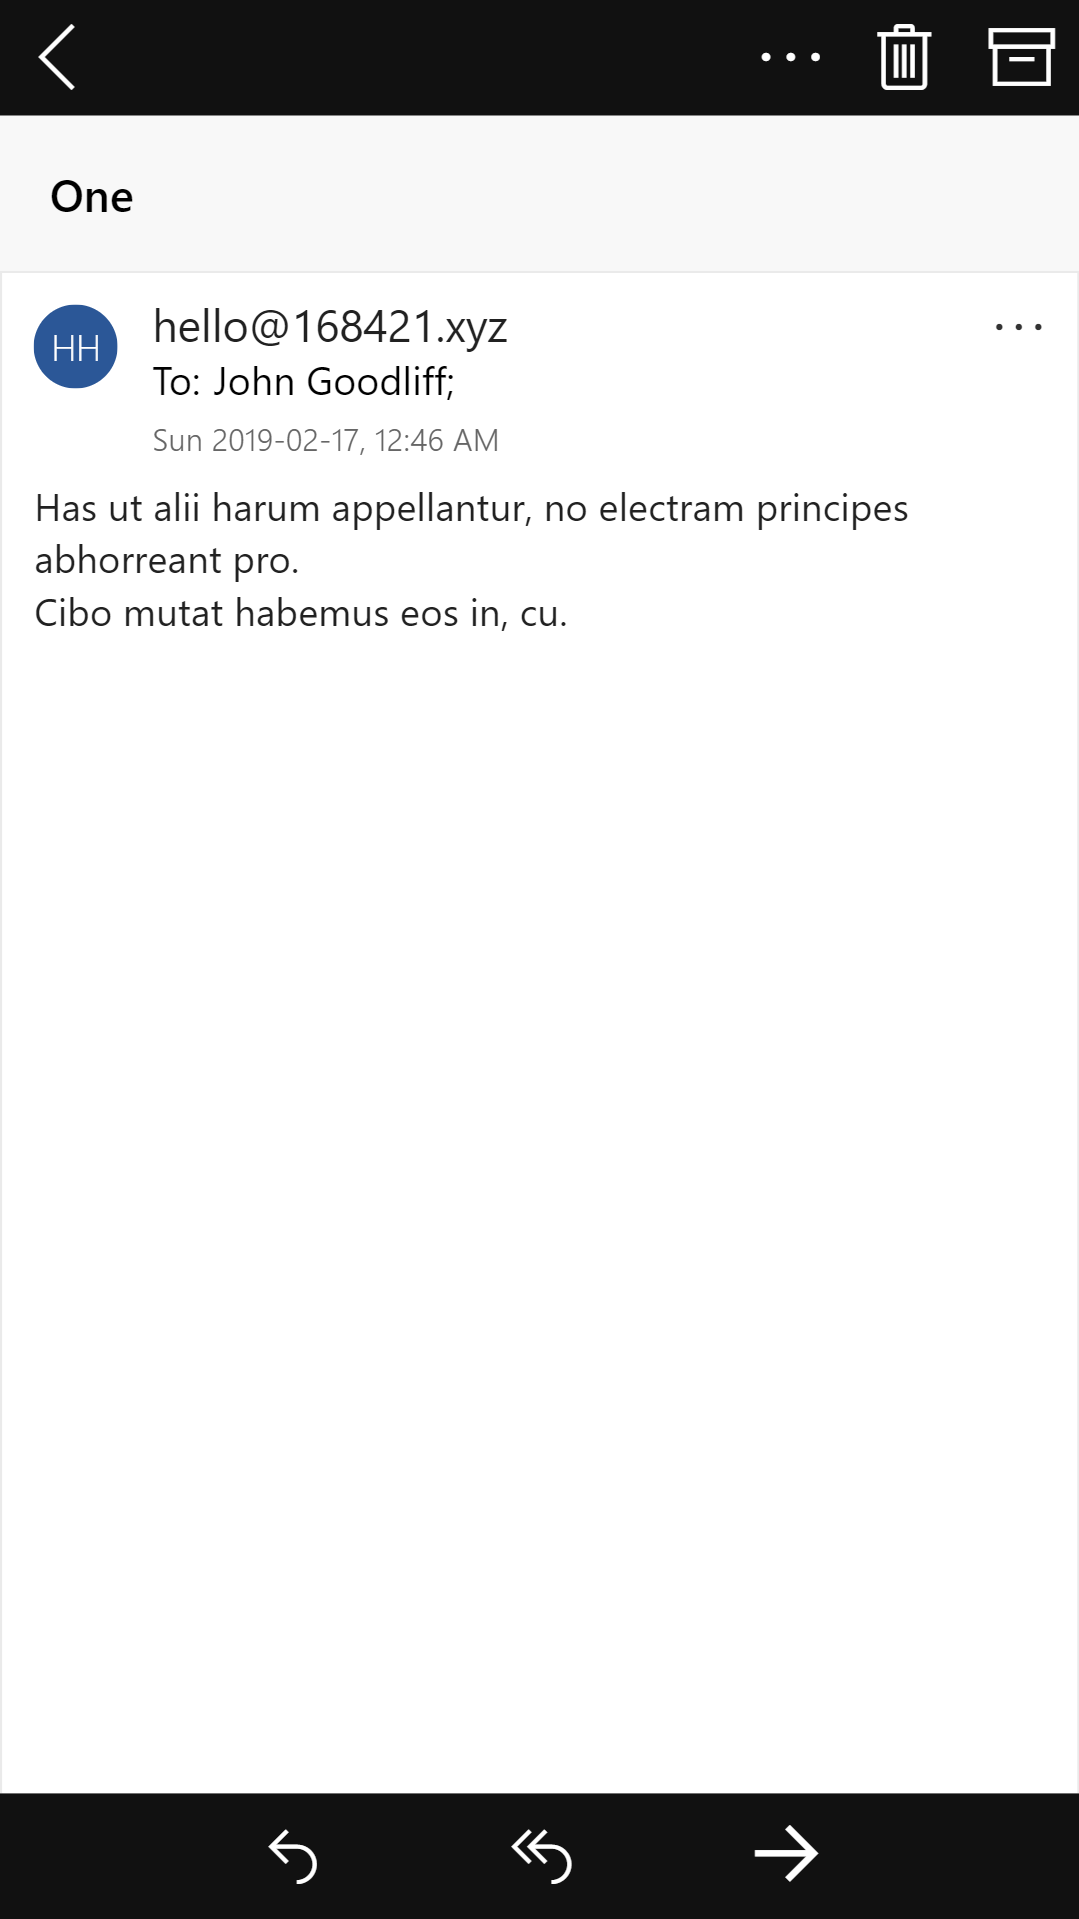 One
HH
hello@168421.xyz
To: John Goodliff;
Sun 2019-02-17, 12:46 AM
Has ut alii harum appellantur, no electram principes
abhorreant pro.
Cibo mutat habemus eos in, cu.